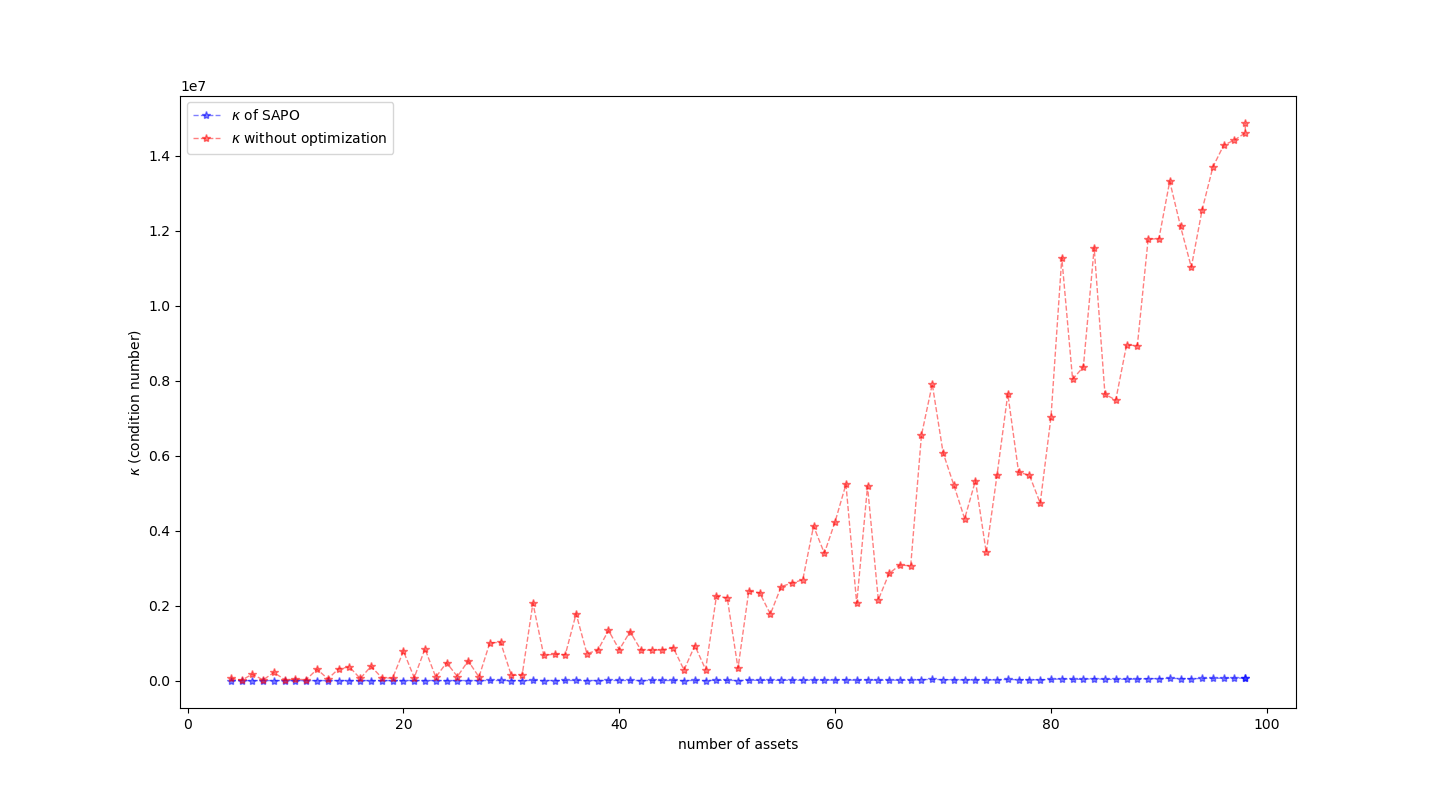 1e7
κ of SAPO
κ without optimization
1.4
1.2
1.0
0.8
0.6
0.4
0.2
0.0
κ (condition number)
0 20 40 60 80 100
number of assets